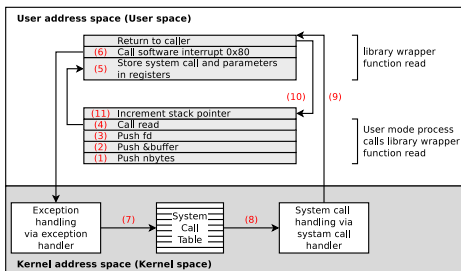 User address space (User space)
Return to caller
(6) Call software interrupt 0x80
(5) Store system call and parameters
in registers
library wrapper
function read
(10)
(9)
(11) Increment stack pointer
(4) Call read
(3) Push fd
(2) Push &buffer
(1) Push nbytes
User mode process
calls library wrapper
function read
Exception
handling
via exception
handler
(7)
System
Call
Table
(8)
System call
handling via
systam call
handler
Kernel address space (Kernel space)